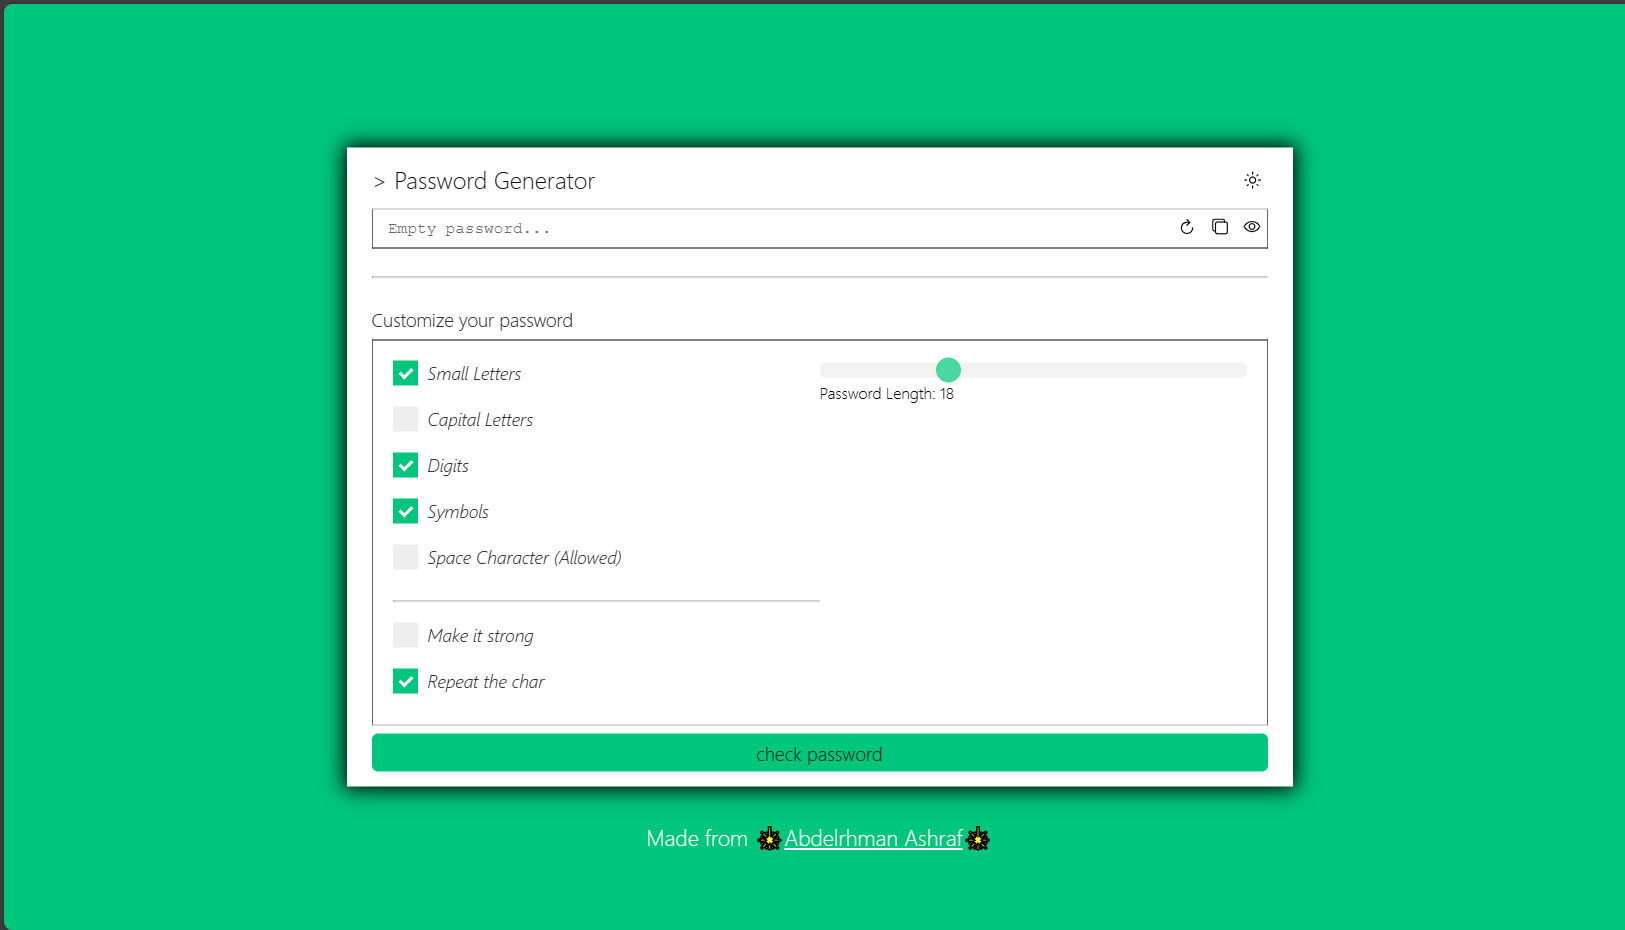 > Password Generator
Empty password...
Customize your password
Small Letters
Capital Letters
Digits
Symbols
Space Character (Allowed)
Make it strong
Repeat the char
Password Length: 18
check password
Made from Abdelrhman Ashraf